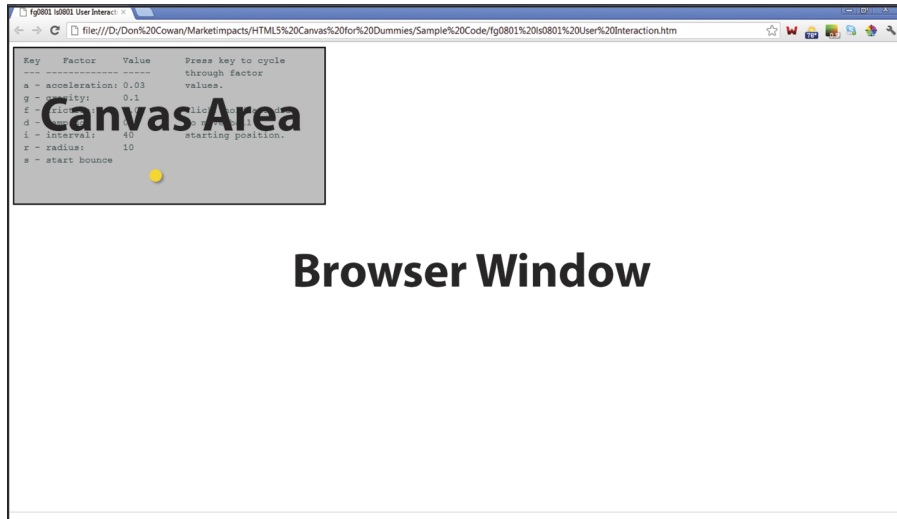 fg0801 ls0801 User Interacti ×
file:///D:/Don%20Cowan/Marketimpacts/HTML5%20Canvas%20for%20Dummies/Sample%20Code/fg0801%20ls0801%20User%20Interaction.htm
Key Factor Value Press key to cycle
--- ------------- ----- through factor
a - acceleration: 0.03 values.
g - gravity: 0.1
Canvas Area
i - interval: 40 starting position.
r - radius: 10
s - start bounce
Browser Window